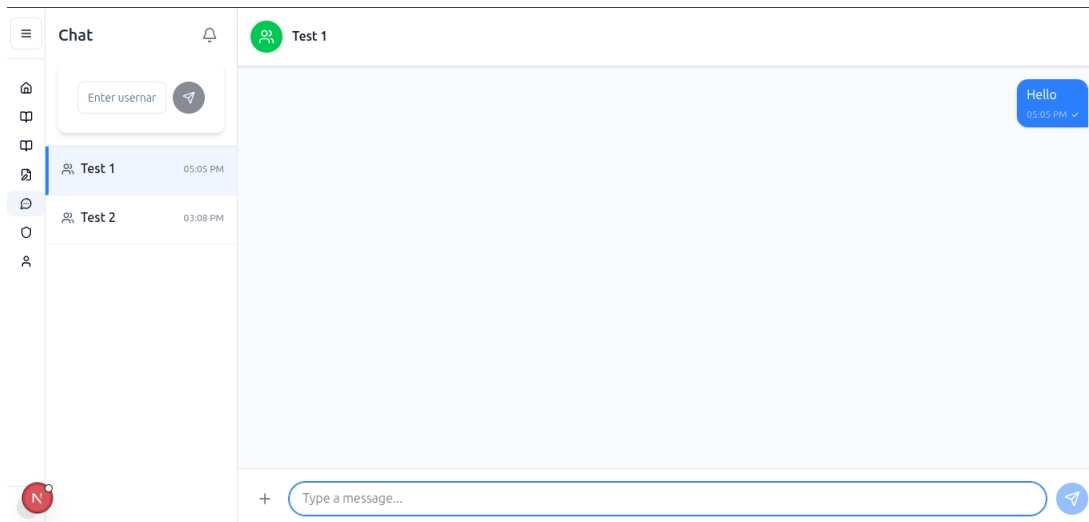 Chat
Enter usernar
Test 1
05:05 PM
Test 2
03:08 PM
Test 1
Hello
05:05 PM
Type a message...
N